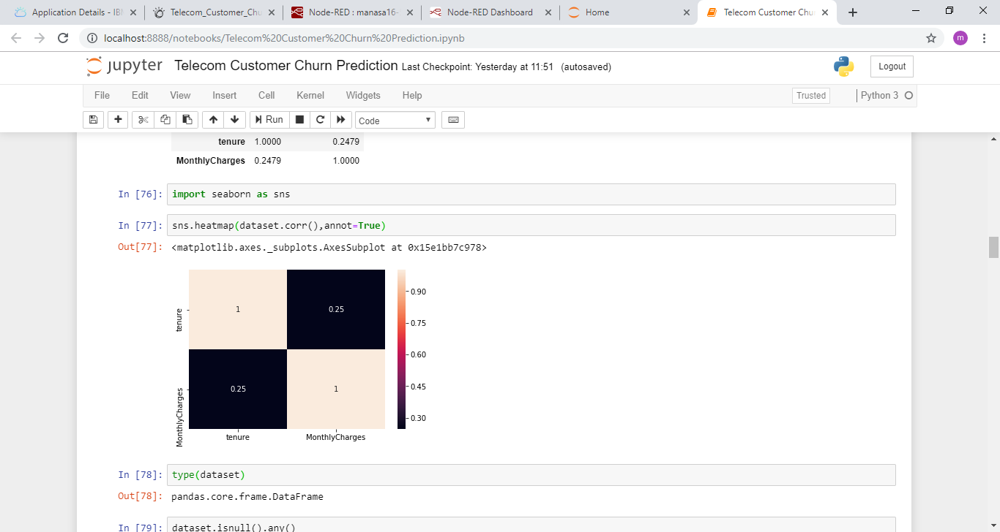 Application Details - IBM
Telecom_Customer_Chu
Node-RED : manasa16-
Node-RED Dashboard
Home
Telecom Customer Chur
localhost:8888/notebooks/Telecom%20Customer%20Churn%20Prediction.ipynb
m
jupyter Telecom Customer Churn Prediction Last Checkpoint: Yesterday at 11:51 (autosaved)
Logout
File Edit View Insert Cell Kernel Widgets Help
Trusted
Python 3
Run
Code
tenure 1.0000 0.2479
MonthlyCharges 0.2479 1.0000
In [76]: import seaborn as sns
In [77]: sns.heatmap(dataset.corr(),annot=True)
Out[77]: <matplotlib.axes._subplots.AxesSubplot at 0x15e1bb7c978>
tenure
1 0.25
MonthlyCharges
0.25 1
tenure MonthlyCharges
0.90
0.75
0.60
0.45
0.30
In [78]: type(dataset)
Out[78]: pandas.core.frame.DataFrame
In [79]: dataset.isnull().any()